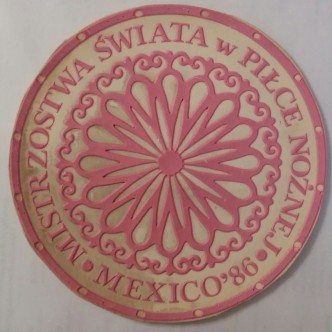 MISTRZOSTWA ŚWIATA w PIŁCE NOŻNEJ
MEXICO'86